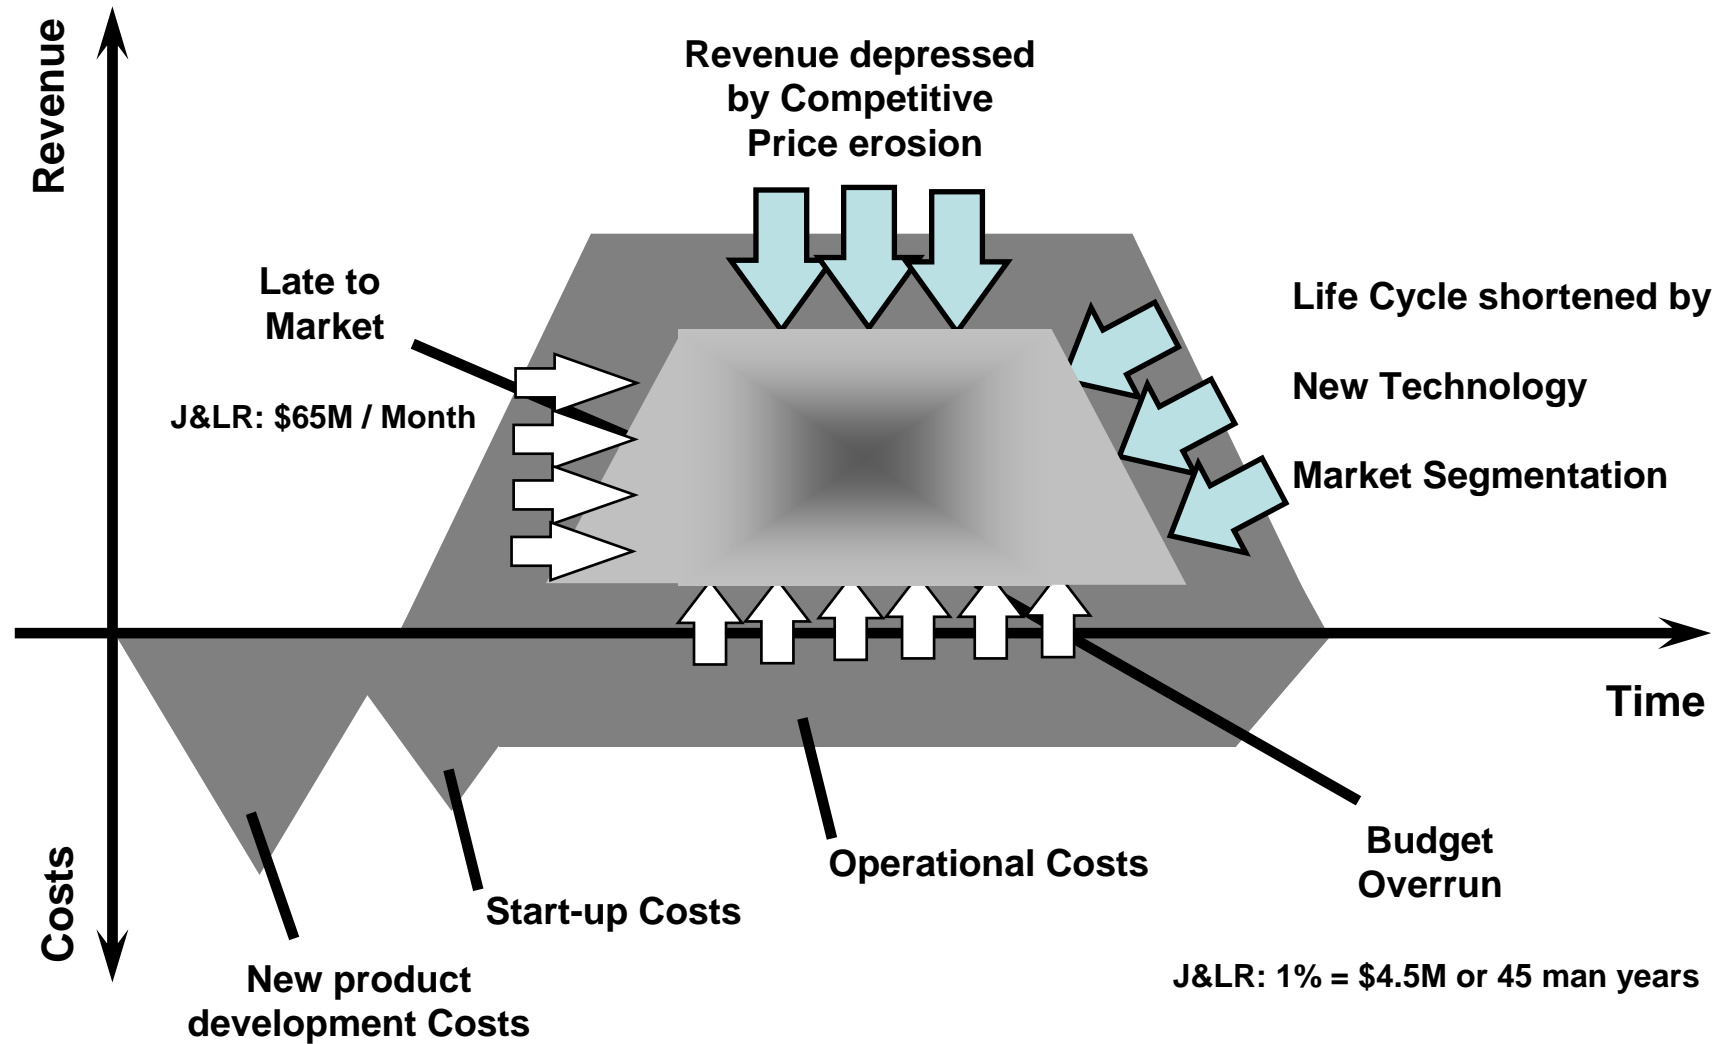 Revenue
Revenue depressed
by Competitive
Price erosion
Late to
Market
J&LR: $65M / Month
Life Cycle shortened by
New Technology
Market Segmentation
Time
Costs
New product
development Costs
Start-up Costs
Operational Costs
Budget
Overrun
J&LR: 1% = $4.5M or 45 man years